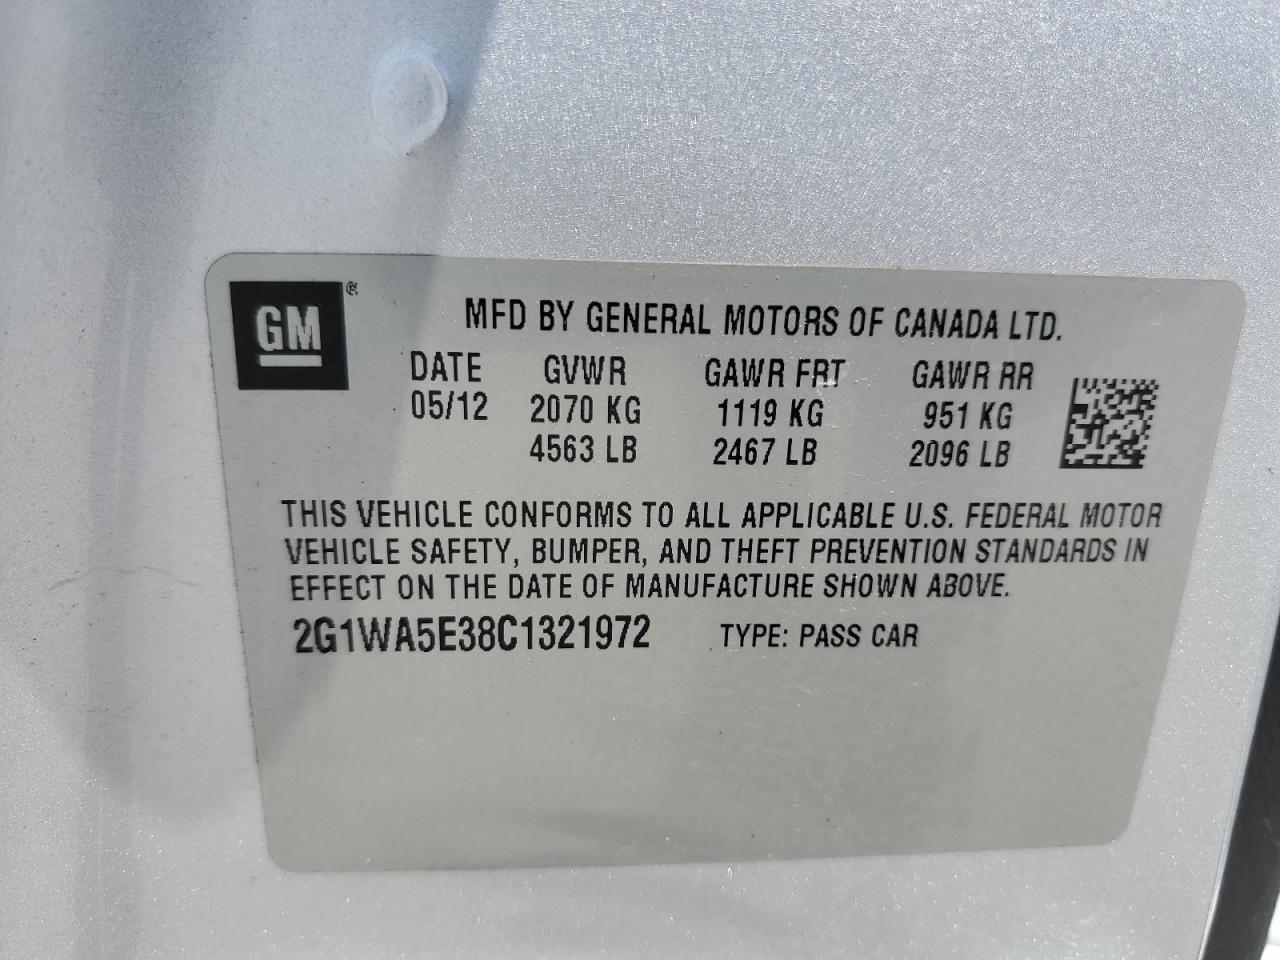 GM ®
MFD BY GENERAL MOTORS OF CANADA LTD.
DATE GVWR GAWR FRT GAWR RR
05/12 2070 KG 1119 KG 951 KG
4563 LB 2467 LB 2096 LB
THIS VEHICLE CONFORMS TO ALL APPLICABLE U.S. FEDERAL MOTOR
VEHICLE SAFETY, BUMPER, AND THEFT PREVENTION STANDARDS IN
EFFECT ON THE DATE OF MANUFACTURE SHOWN ABOVE.
2G1WA5E38C1321972 TYPE: PASS CAR